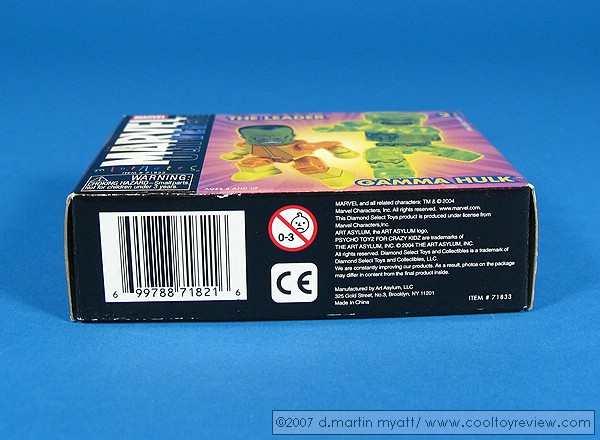 MARVEL
MARVEL
THE LEADER
2
MiniMates
ITEM # 71833
WARNING:
CHOKING HAZARD—Small parts
Not for children under 3 years.
AGES 4 AND UP
GAMMA HULK
MARVEL and all related characters: TM & © 2004
Marvel Characters, Inc. All rights reserved. www.marvel.com.
This Diamond Select Toys product is produced under license from
Marvel Characters,Inc.
ART ASYLUM, the ART ASYLUM logo,
PSYCHO TOYZ FOR CRAZY KIDZ are trademarks of
THE ART ASYLUM, INC. © 2004 THE ART ASYLUM, INC.
All rights reserved. Diamond Select Toys and Collectibles is a trademark of
Diamond Select Toys and Collectibles, LLC.
We are constantly improving our products. As a result, photos on the package
may differ in content from the final product inside.
Manufactured by Art Asylum, LLC
325 Gold Street, No.3, Brooklyn, NY 11201
Made in China
ITEM # 71833
0-3
CE
6 99788 71821 6
©2007 d.martin myatt/ www.cooltoyreview.com